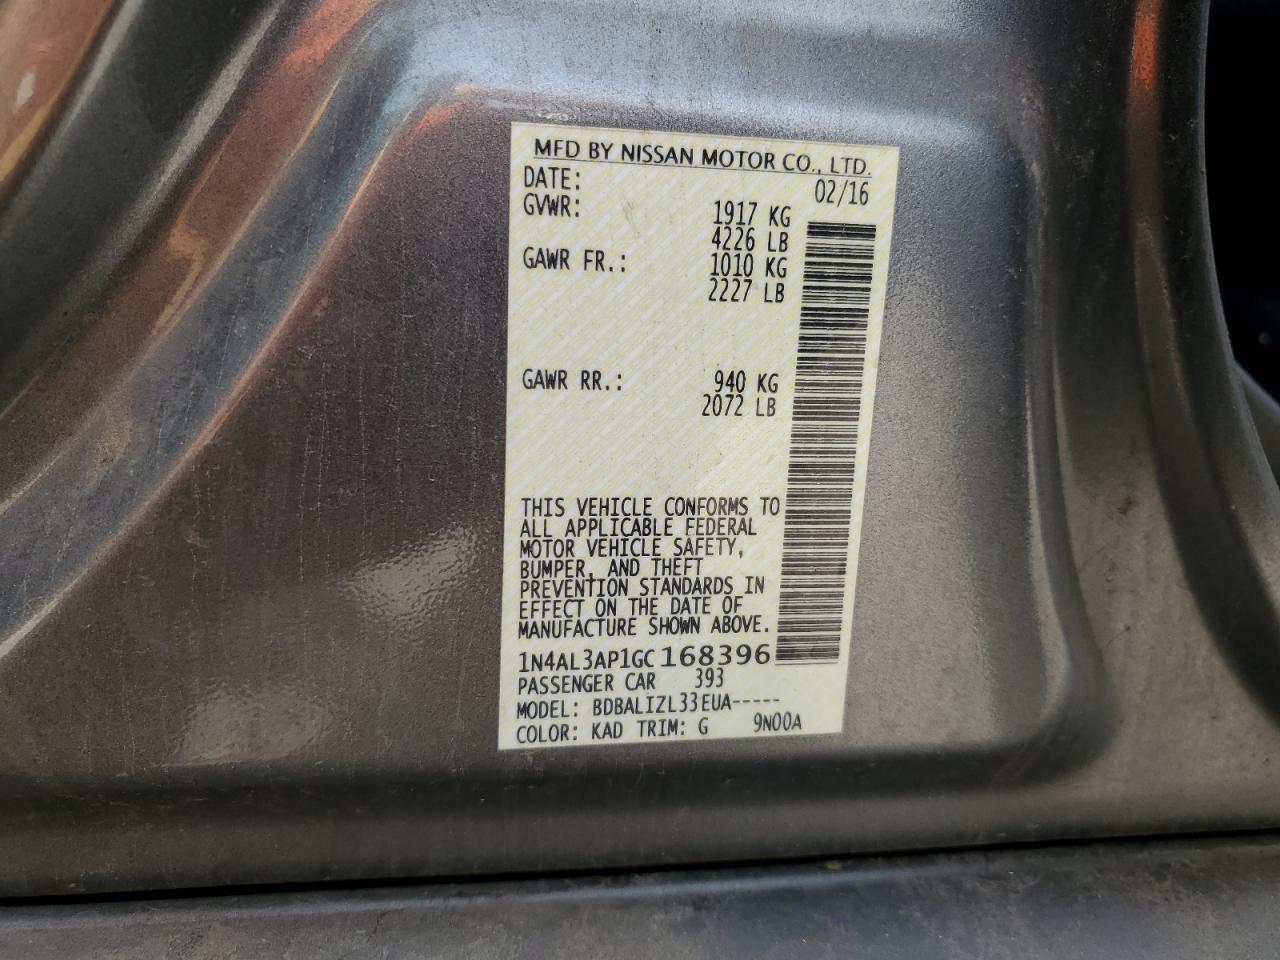 MFD BY NISSAN MOTOR CO., LTD.
DATE: 02/16
GVWR: 1917 KG
4226 LB
GAWR FR.: 1010 KG
2227 LB
GAWR RR.: 940 KG
2072 LB
THIS VEHICLE CONFORMS TO
ALL APPLICABLE FEDERAL
MOTOR VEHICLE SAFETY,
BUMPER, AND THEFT
PREVENTION STANDARDS IN
EFFECT ON THE DATE OF
MANUFACTURE SHOWN ABOVE.
1N4AL3AP1GC168396
PASSENGER CAR 393
MODEL: BDBALIZL33EUA-----
COLOR: KAD TRIM: G 9N00A